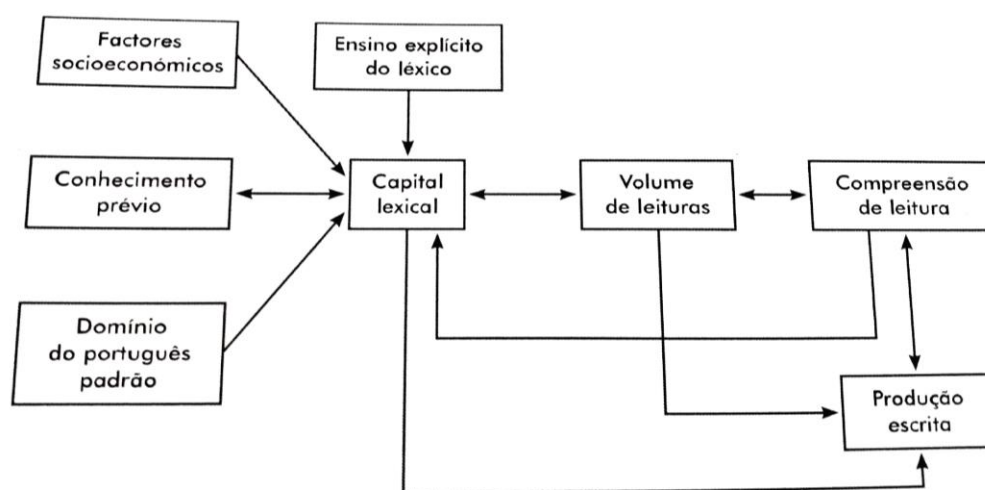 Factores
socioeconómicos
Ensino explícito
do léxico
Conhecimento
prévio
Capital
lexical
Volume
de leituras
Compreensão
de leitura
Domínio
do português
padrão
Produção
escrita